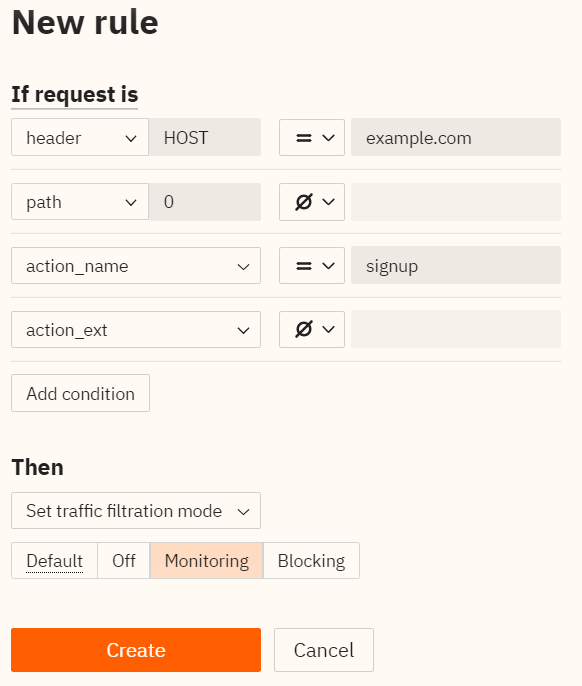 New rule
If request is
header HOST = example.com
path 0 Ø
action_name = signup
action_ext Ø
Add condition
Then
Set traffic filtration mode
Default Off Monitoring Blocking
Create Cancel